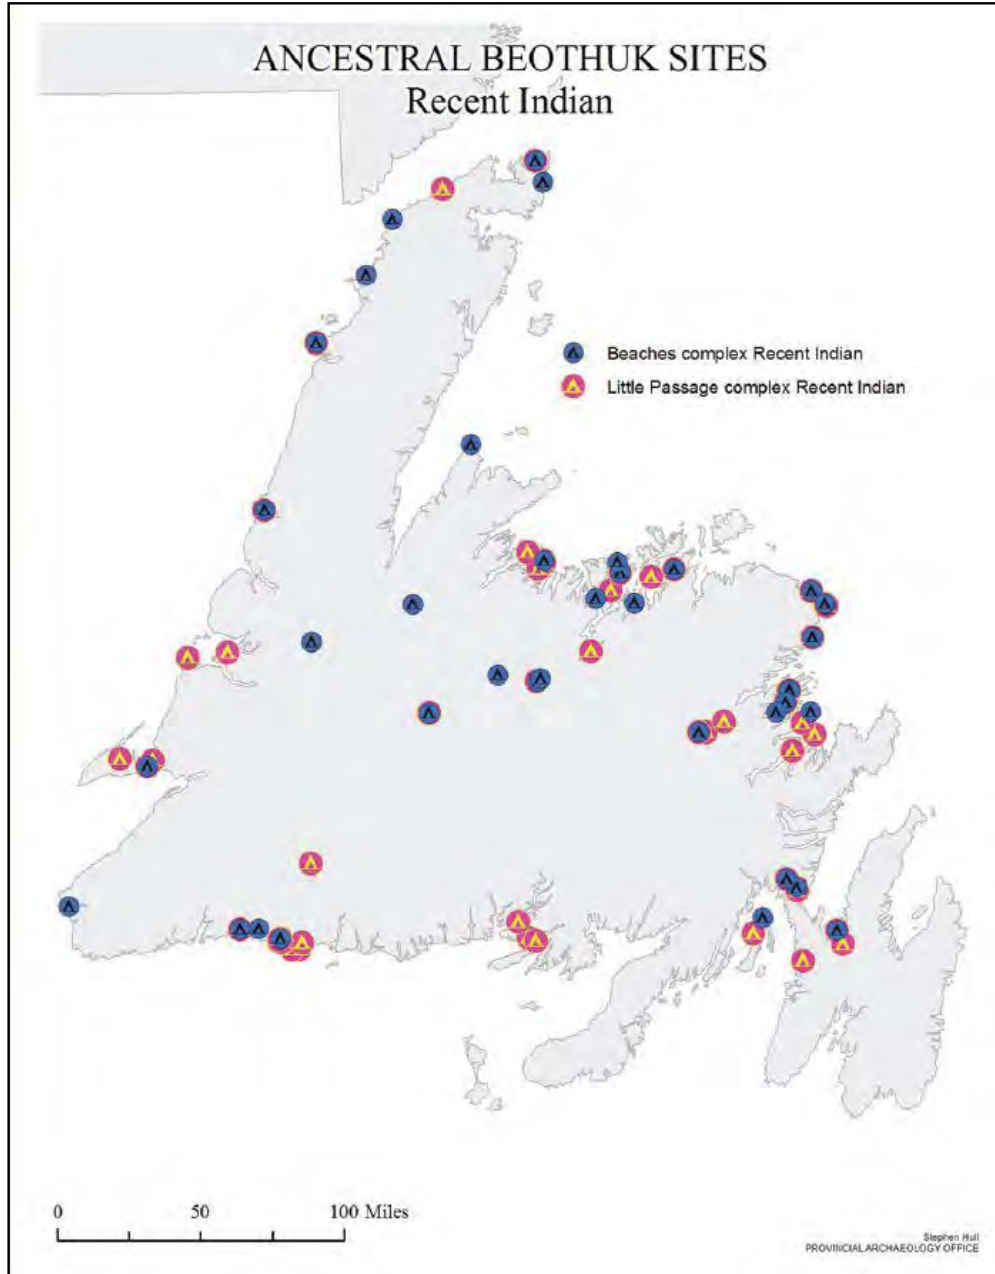 ANCESTRAL BEOTHUK SITES
Recent Indian
Beaches complex Recent Indian
Little Passage complex Recent Indian
0 50 100 Miles
Stephen Hull
PROVINCIAL ARCHAEOLOGY OFFICE